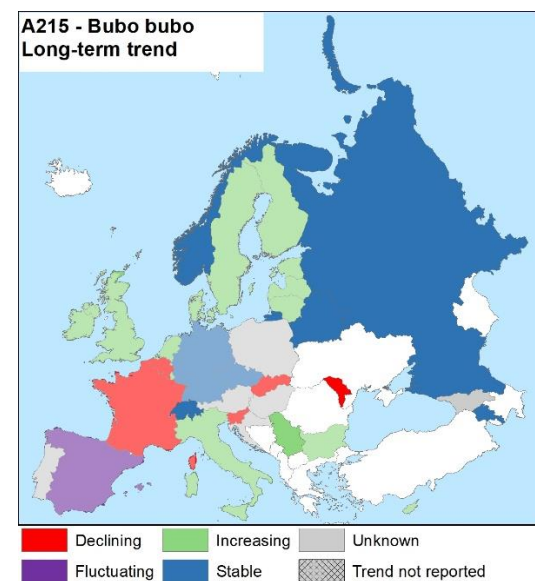 A215 - Bubo bubo
Long-term trend
Declining Increasing Unknown
Fluctuating Stable Trend not reported